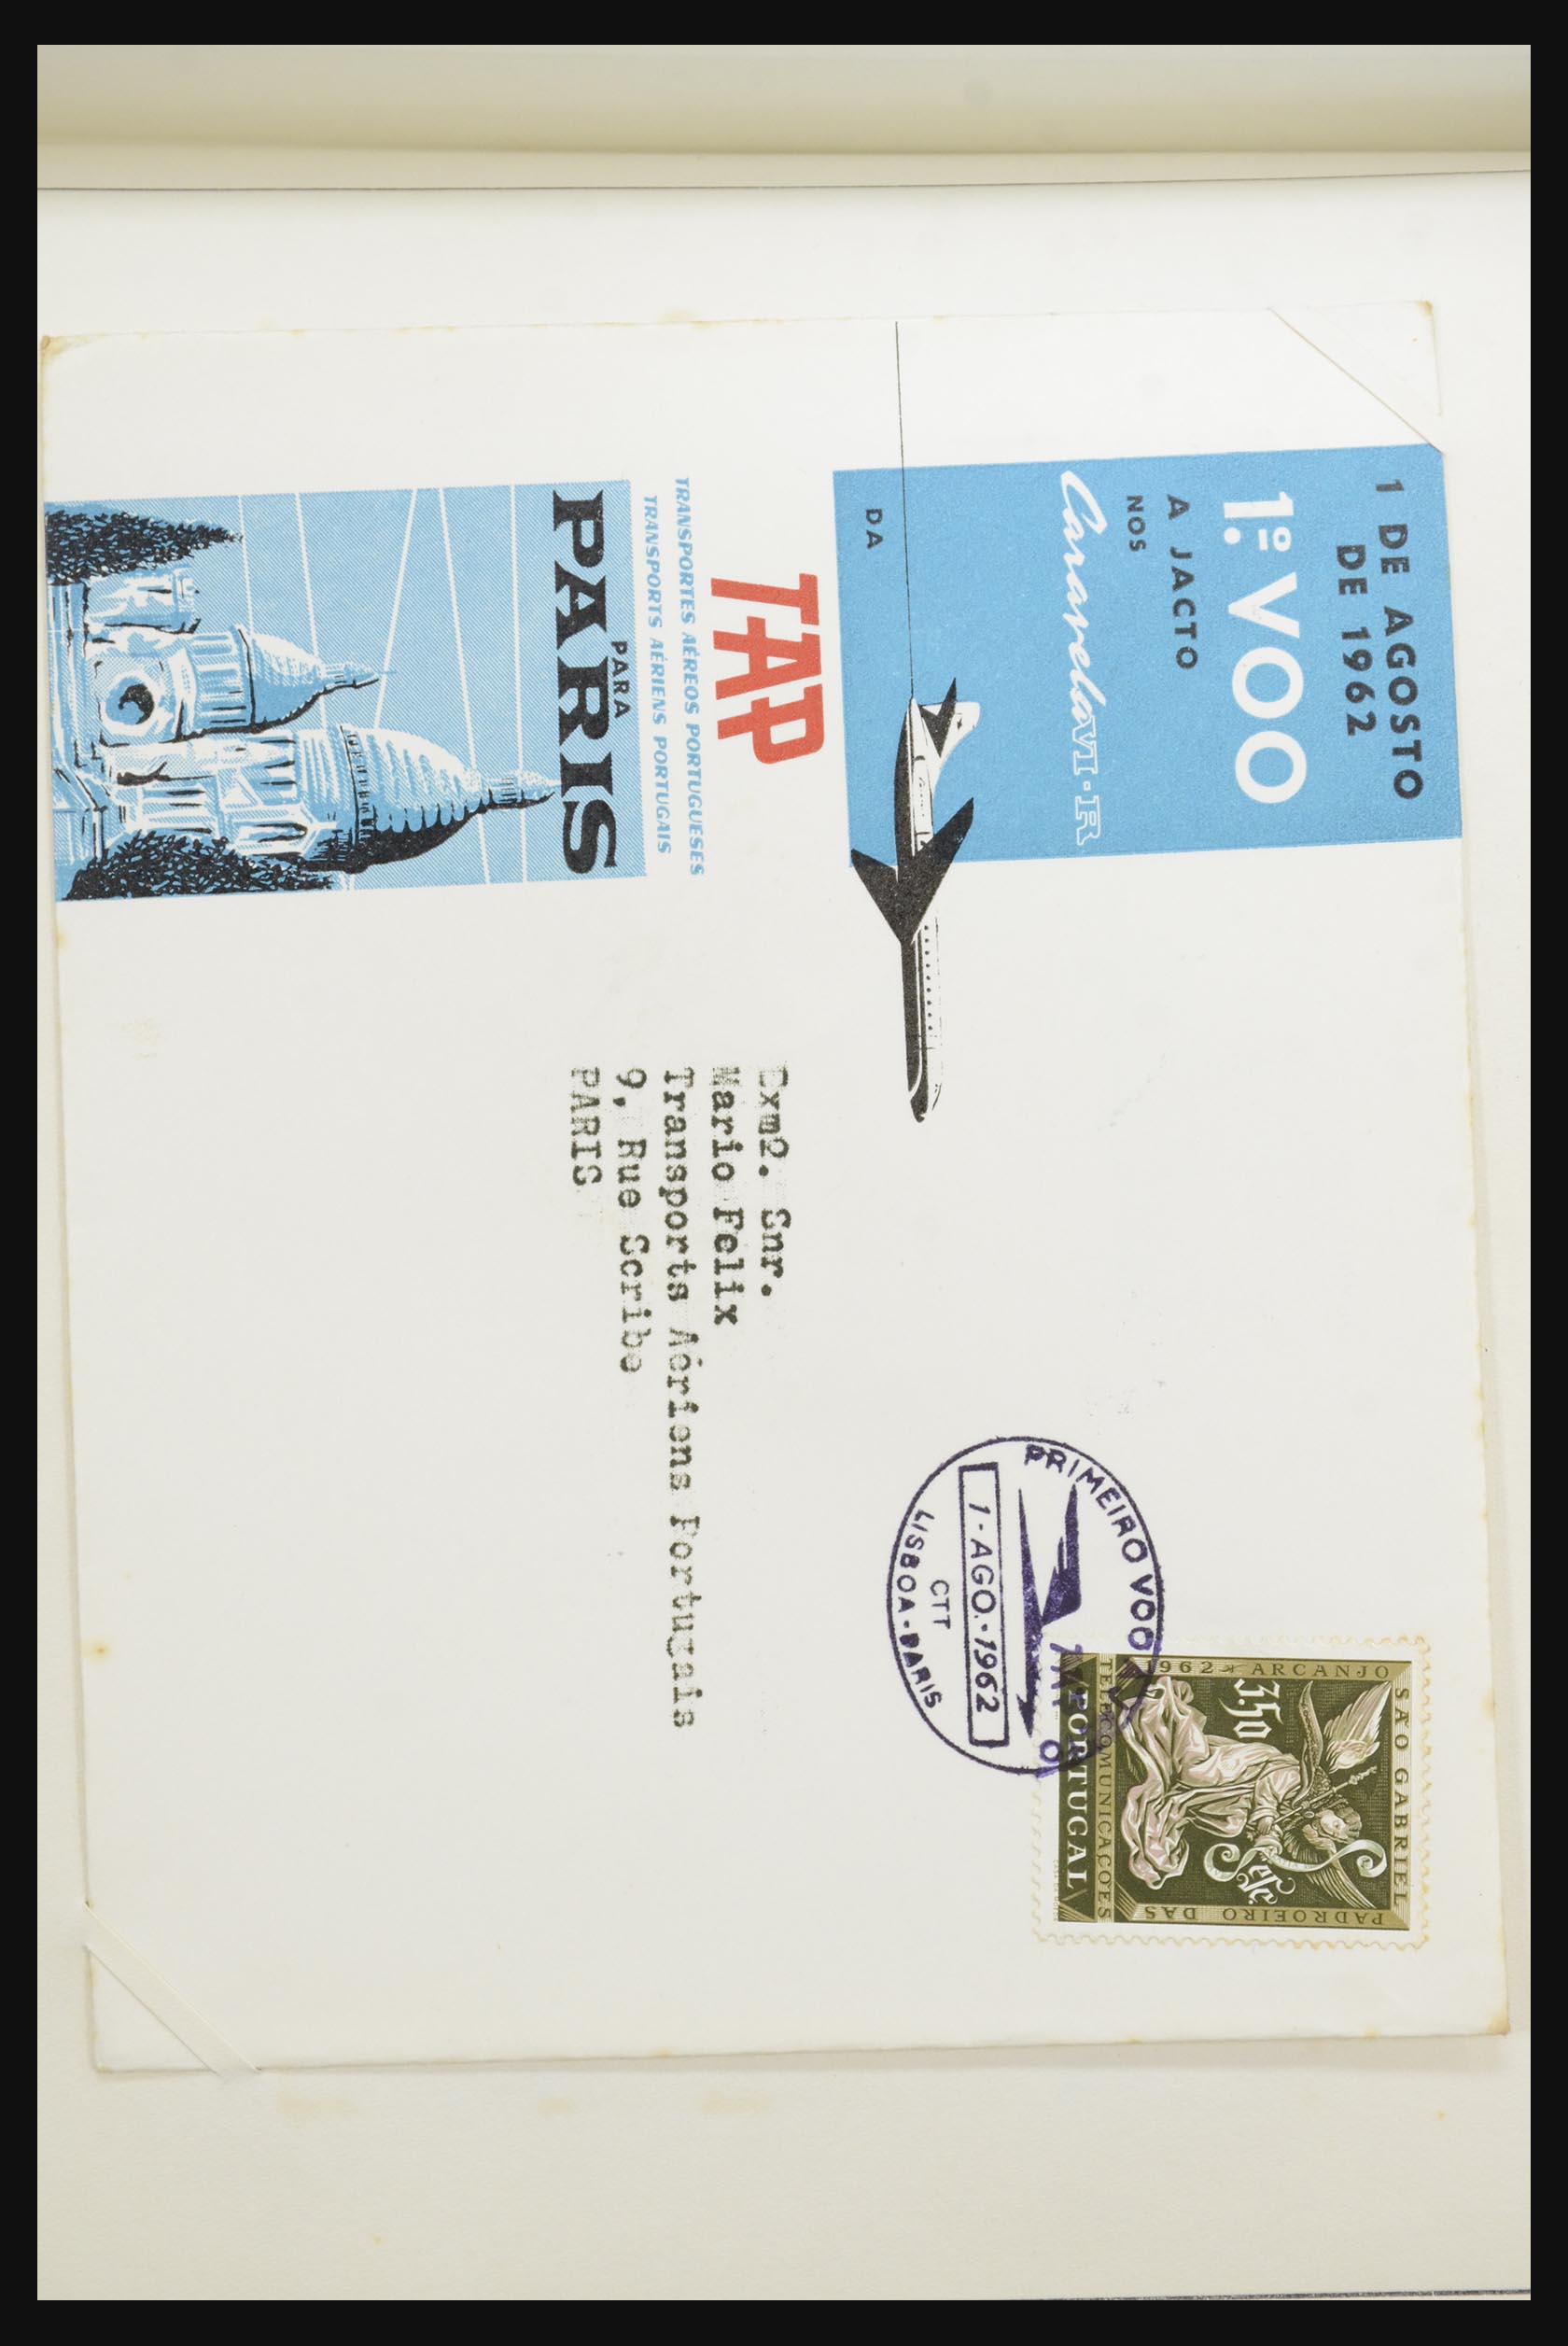 1 DE AGOSTO
DE 1962
1.º VOO
A JACTO
NOS
Caravela VI-R
DA
TAP
TRANSPORTES AÉREOS PORTUGUESES
TRANSPORTS AÉRIENS PORTUGAIS
PARA
PARIS
PRIMEIRO VOO
1-AGO.-1962
CTT
LISBOA-PARIS
1962 ARCANJO
SÃO GABRIEL
PADROEIRO DAS
TELECOMUNICAÇÕES
3$50
PORTUGAL
Exmº. Snr.
Mario Felix
Transports Aériens Portugais
9, Rue Scribe
PARIS